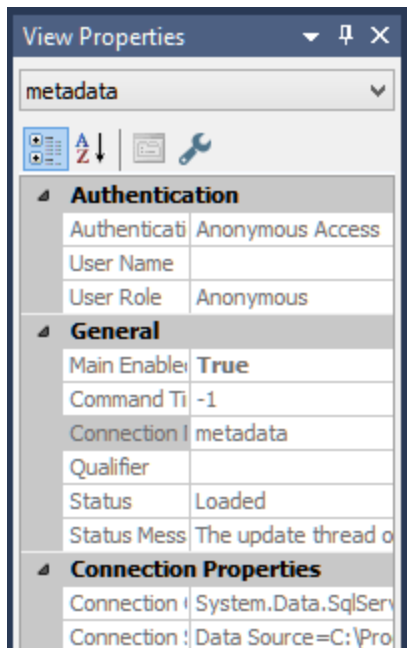 View Properties
metadata
A
Z
Authentication
Authenticati Anonymous Access
User Name
User Role Anonymous
General
Main Enable True
Command Ti -1
Connection metadata
Qualifier
Status Loaded
Status Mess The update thread o
Connection Properties
Connection System.Data.SqlServ
Connection Data Source=C:\Pro